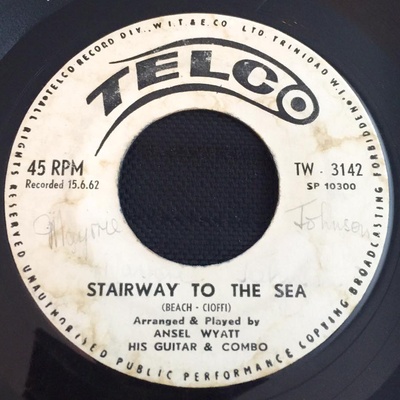 ALL RIGHTS RESERVED UNAUTHORISED PUBLIC PERFORMANCE COPYING BROADCASTING FORBIDDEN. TELCO RECORD DIV., W.I.T. & CO LTD TRINIDAD W.I.
TELCO
45 RPM
Recorded 15.6.62
TW - 3142
SP 10300
Marjorie Johnson
STAIRWAY TO THE SEA
(BEACH - CIOFFI)
Arranged & Played by
ANSEL WYATT
HIS GUITAR & COMBO